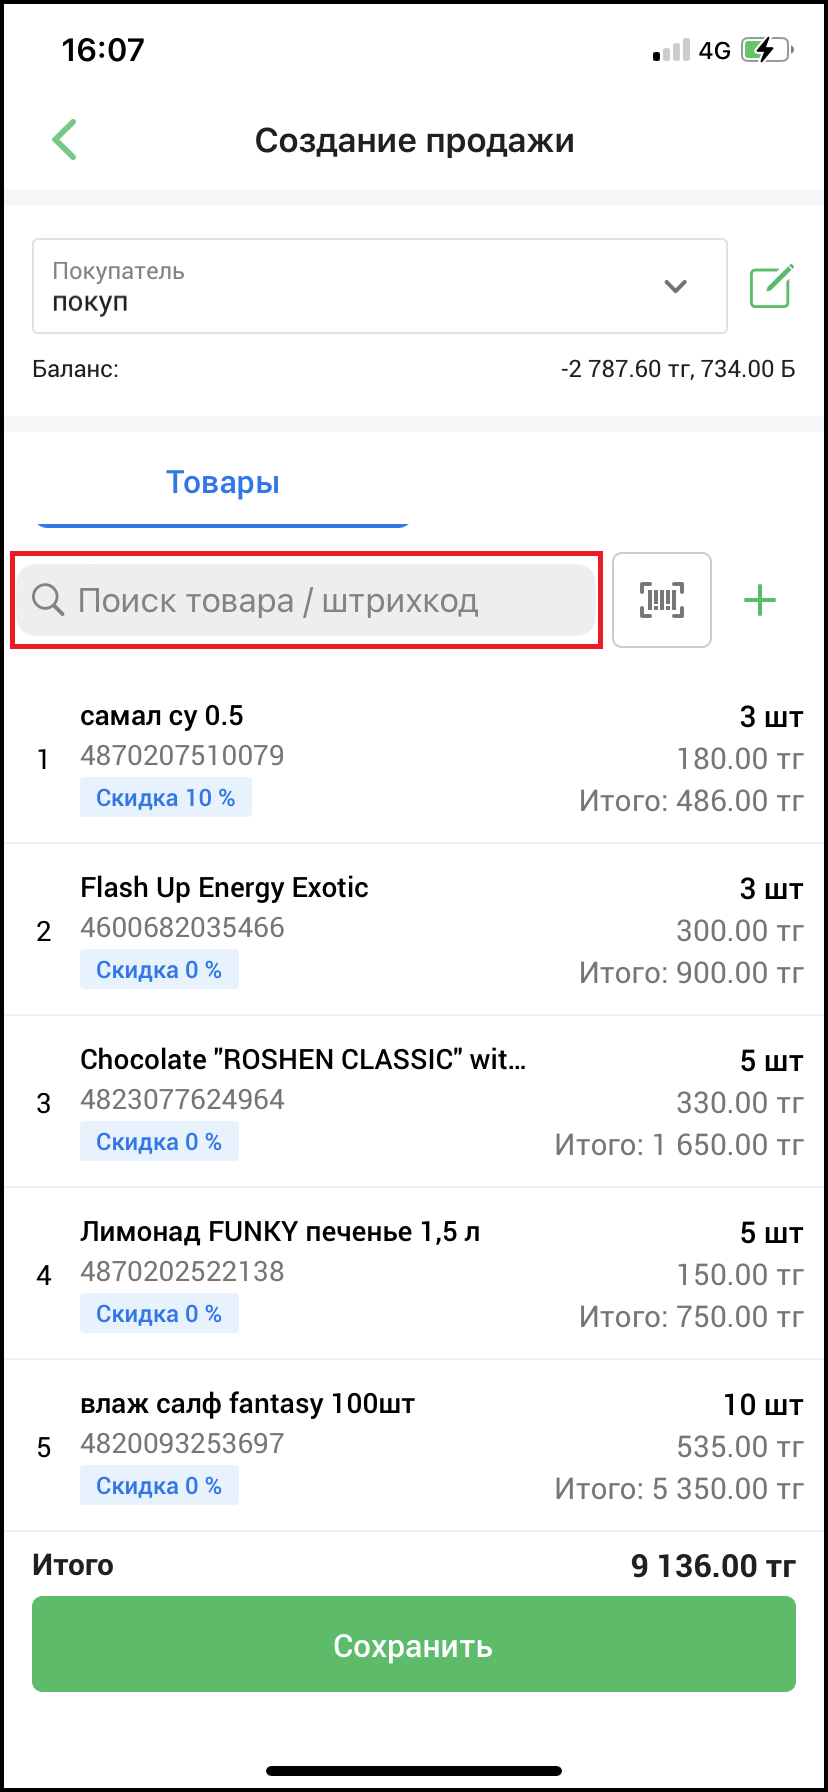 16:07
4G
Создание продажи
Покупатель
покуп
Баланс: -2 787.60 тг, 734.00 Б
Товары
Поиск товара / штрихкод
самал су 0.5 3 шт
1 4870207510079 180.00 тг
Скидка 10 % Итого: 486.00 тг
Flash Up Energy Exotic 3 шт
2 4600682035466 300.00 тг
Скидка 0 % Итого: 900.00 тг
Chocolate "ROSHEN CLASSIC" wit... 5 шт
3 4823077624964 330.00 тг
Скидка 0 % Итого: 1 650.00 тг
Лимонад FUNKY печенье 1,5 л 5 шт
4 4870202522138 150.00 тг
Скидка 0 % Итого: 750.00 тг
влаж салф fantasy 100шт 10 шт
5 4820093253697 535.00 тг
Скидка 0 % Итого: 5 350.00 тг
Итого 9 136.00 тг
Сохранить